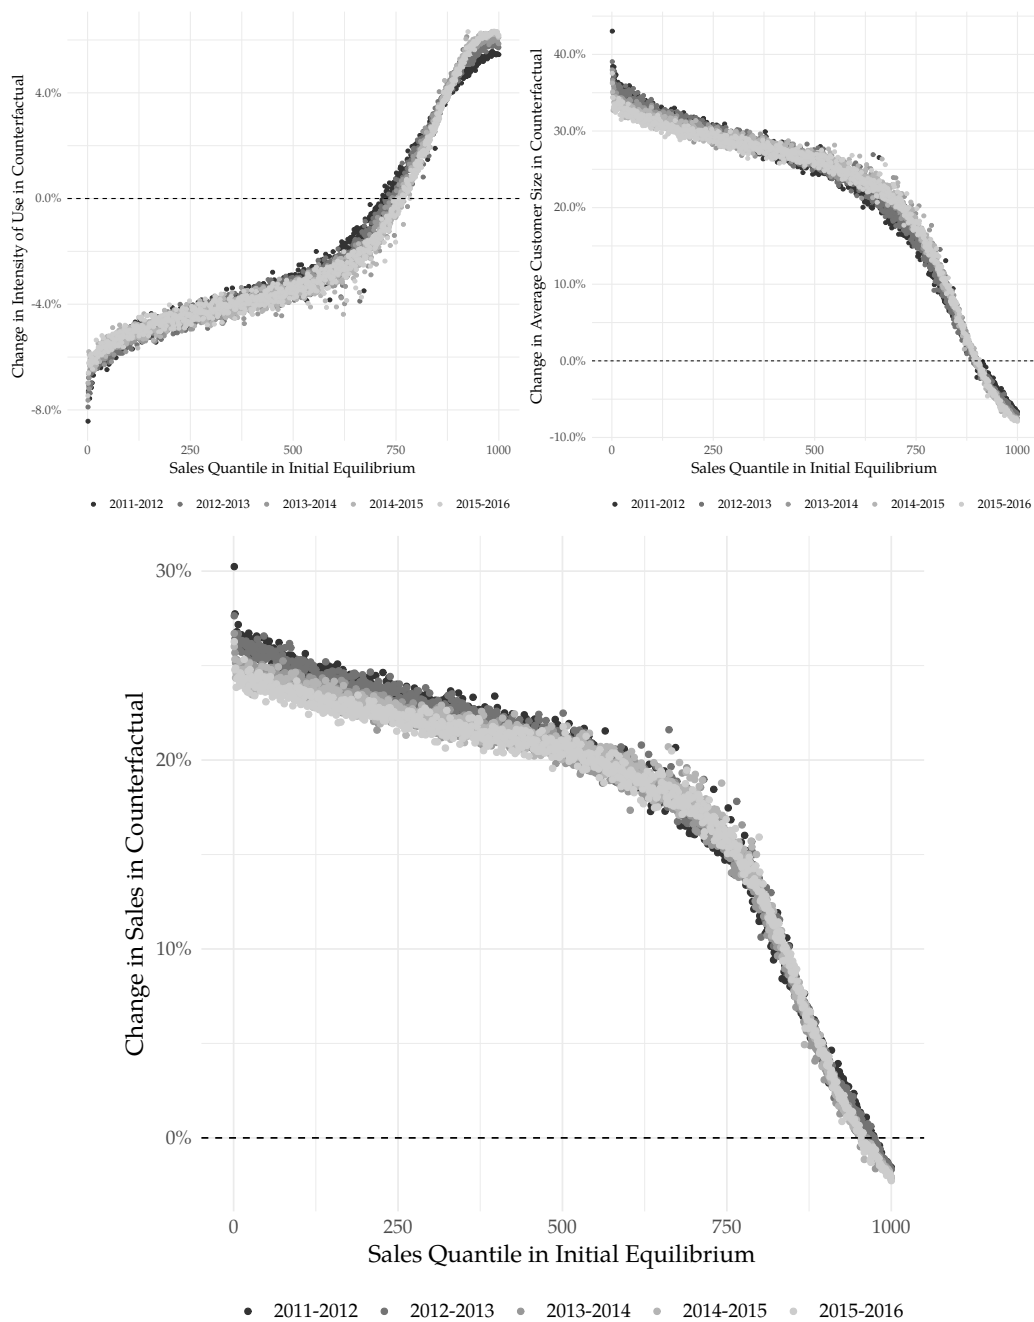 Change in Intensity of Use in Counterfactual
4.0%
0.0%
-4.0%
-8.0%
0 250 500 750 1000
Sales Quantile in Initial Equilibrium
2011-2012 2012-2013 2013-2014 2014-2015 2015-2016
Change in Average Customer Size in Counterfactual
40.0%
30.0%
20.0%
10.0%
0.0%
-10.0%
0 250 500 750 1000
Sales Quantile in Initial Equilibrium
2011-2012 2012-2013 2013-2014 2014-2015 2015-2016
Change in Sales in Counterfactual
30%
20%
10%
0%
0 250 500 750 1000
Sales Quantile in Initial Equilibrium
2011-2012 2012-2013 2013-2014 2014-2015 2015-2016